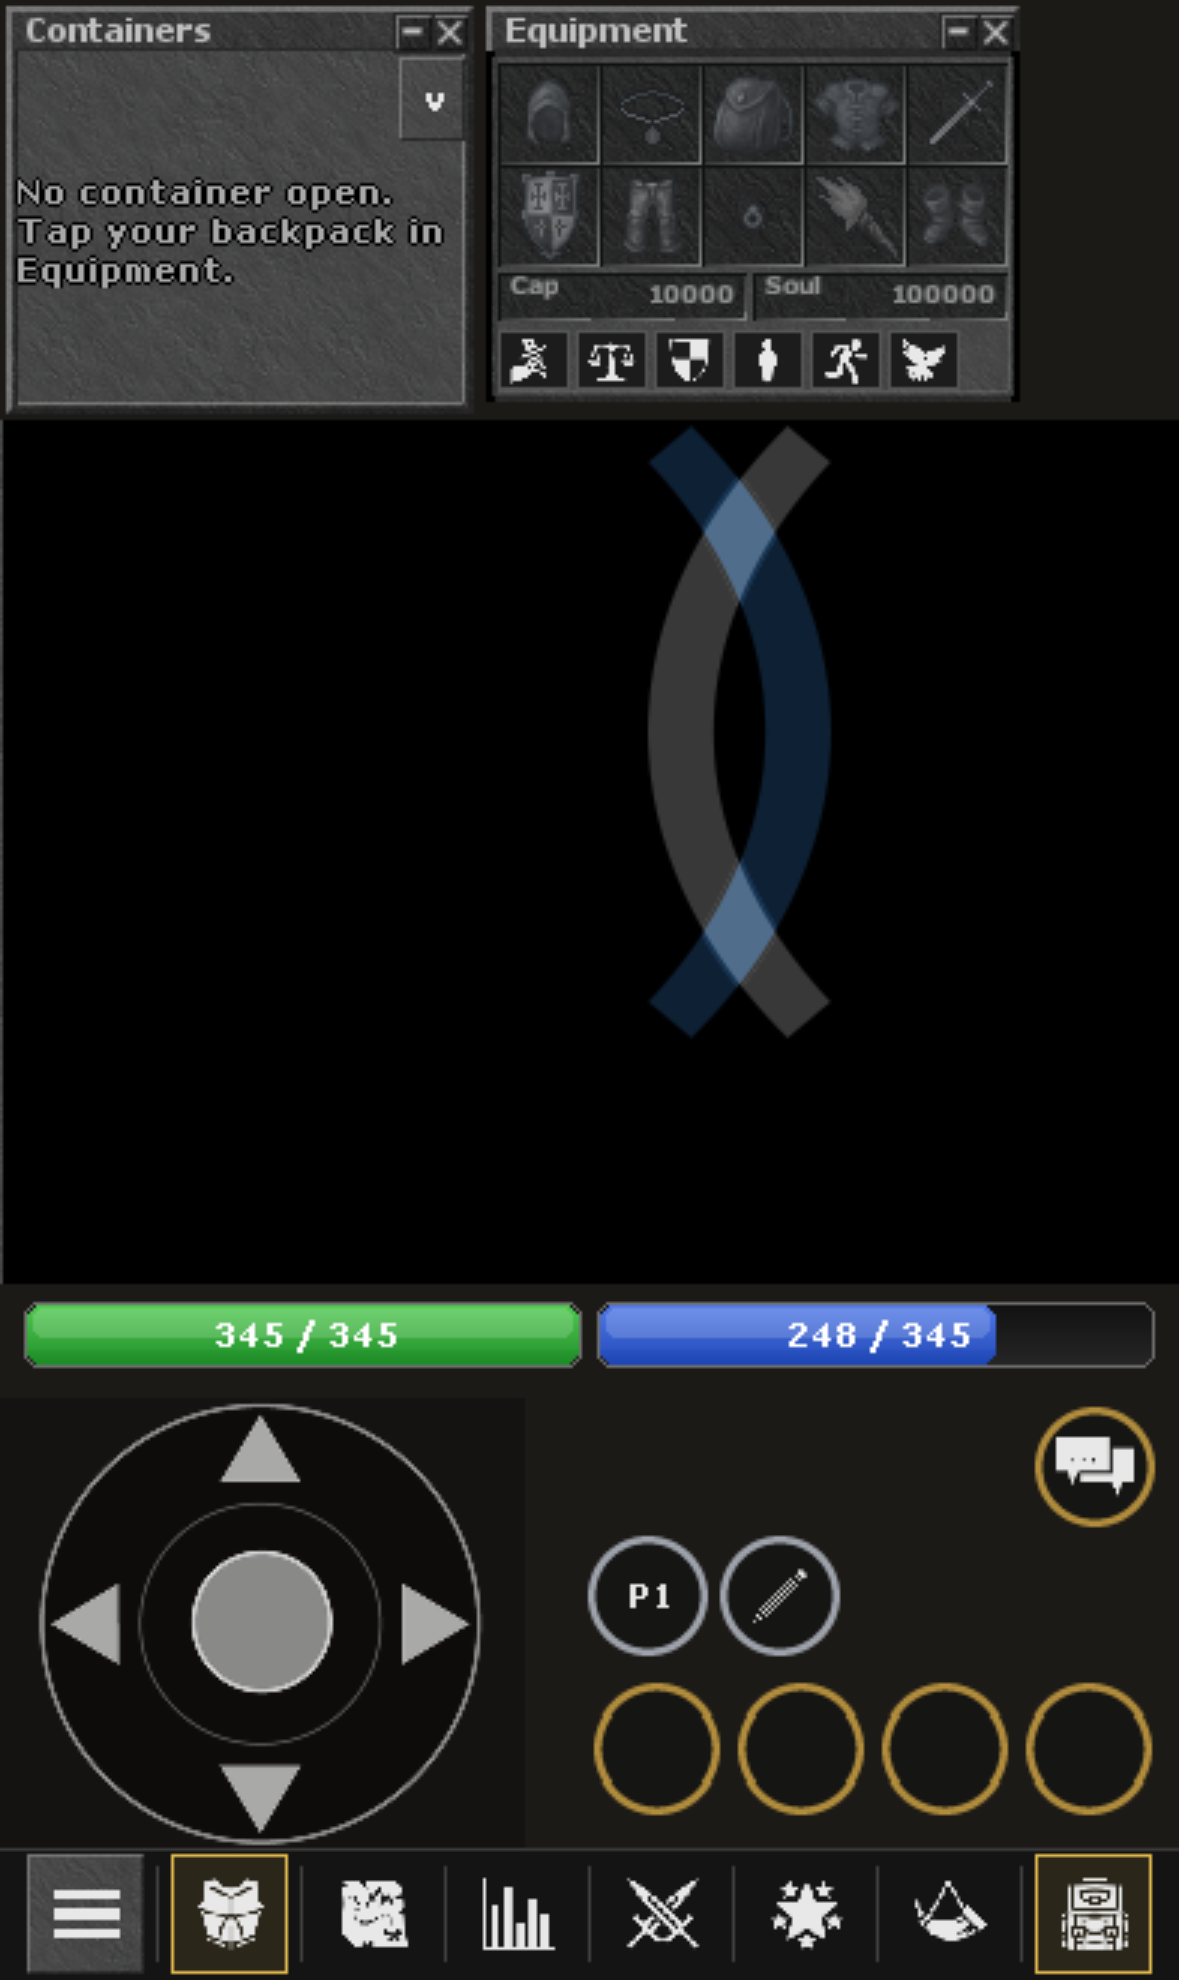 Containers
v
No container open.
Tap your backpack in
Equipment.
Equipment
Cap 10000
Soul 100000
345 / 345
248 / 345
P1